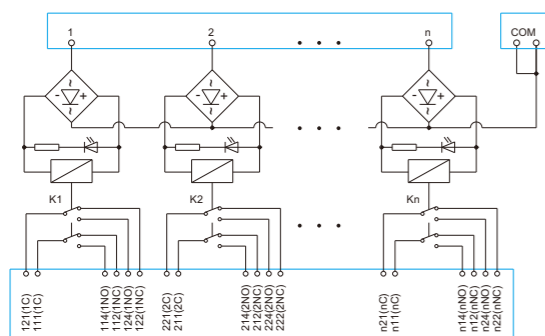 1 2 n COM
~ ~ ~
- + - + - +
~ ~ ~
K1 K2 Kn
121(1C) 111(1C) 114(1NO) 112(1NC) 124(1NO) 122(1NC) 221(2C) 211(2C) 214(2NO) 212(2NC) 224(2NO) 222(2NC) n21(nC) n11(nC) n14(nNO) n12(nNC) n24(nNO) n22(nNC)